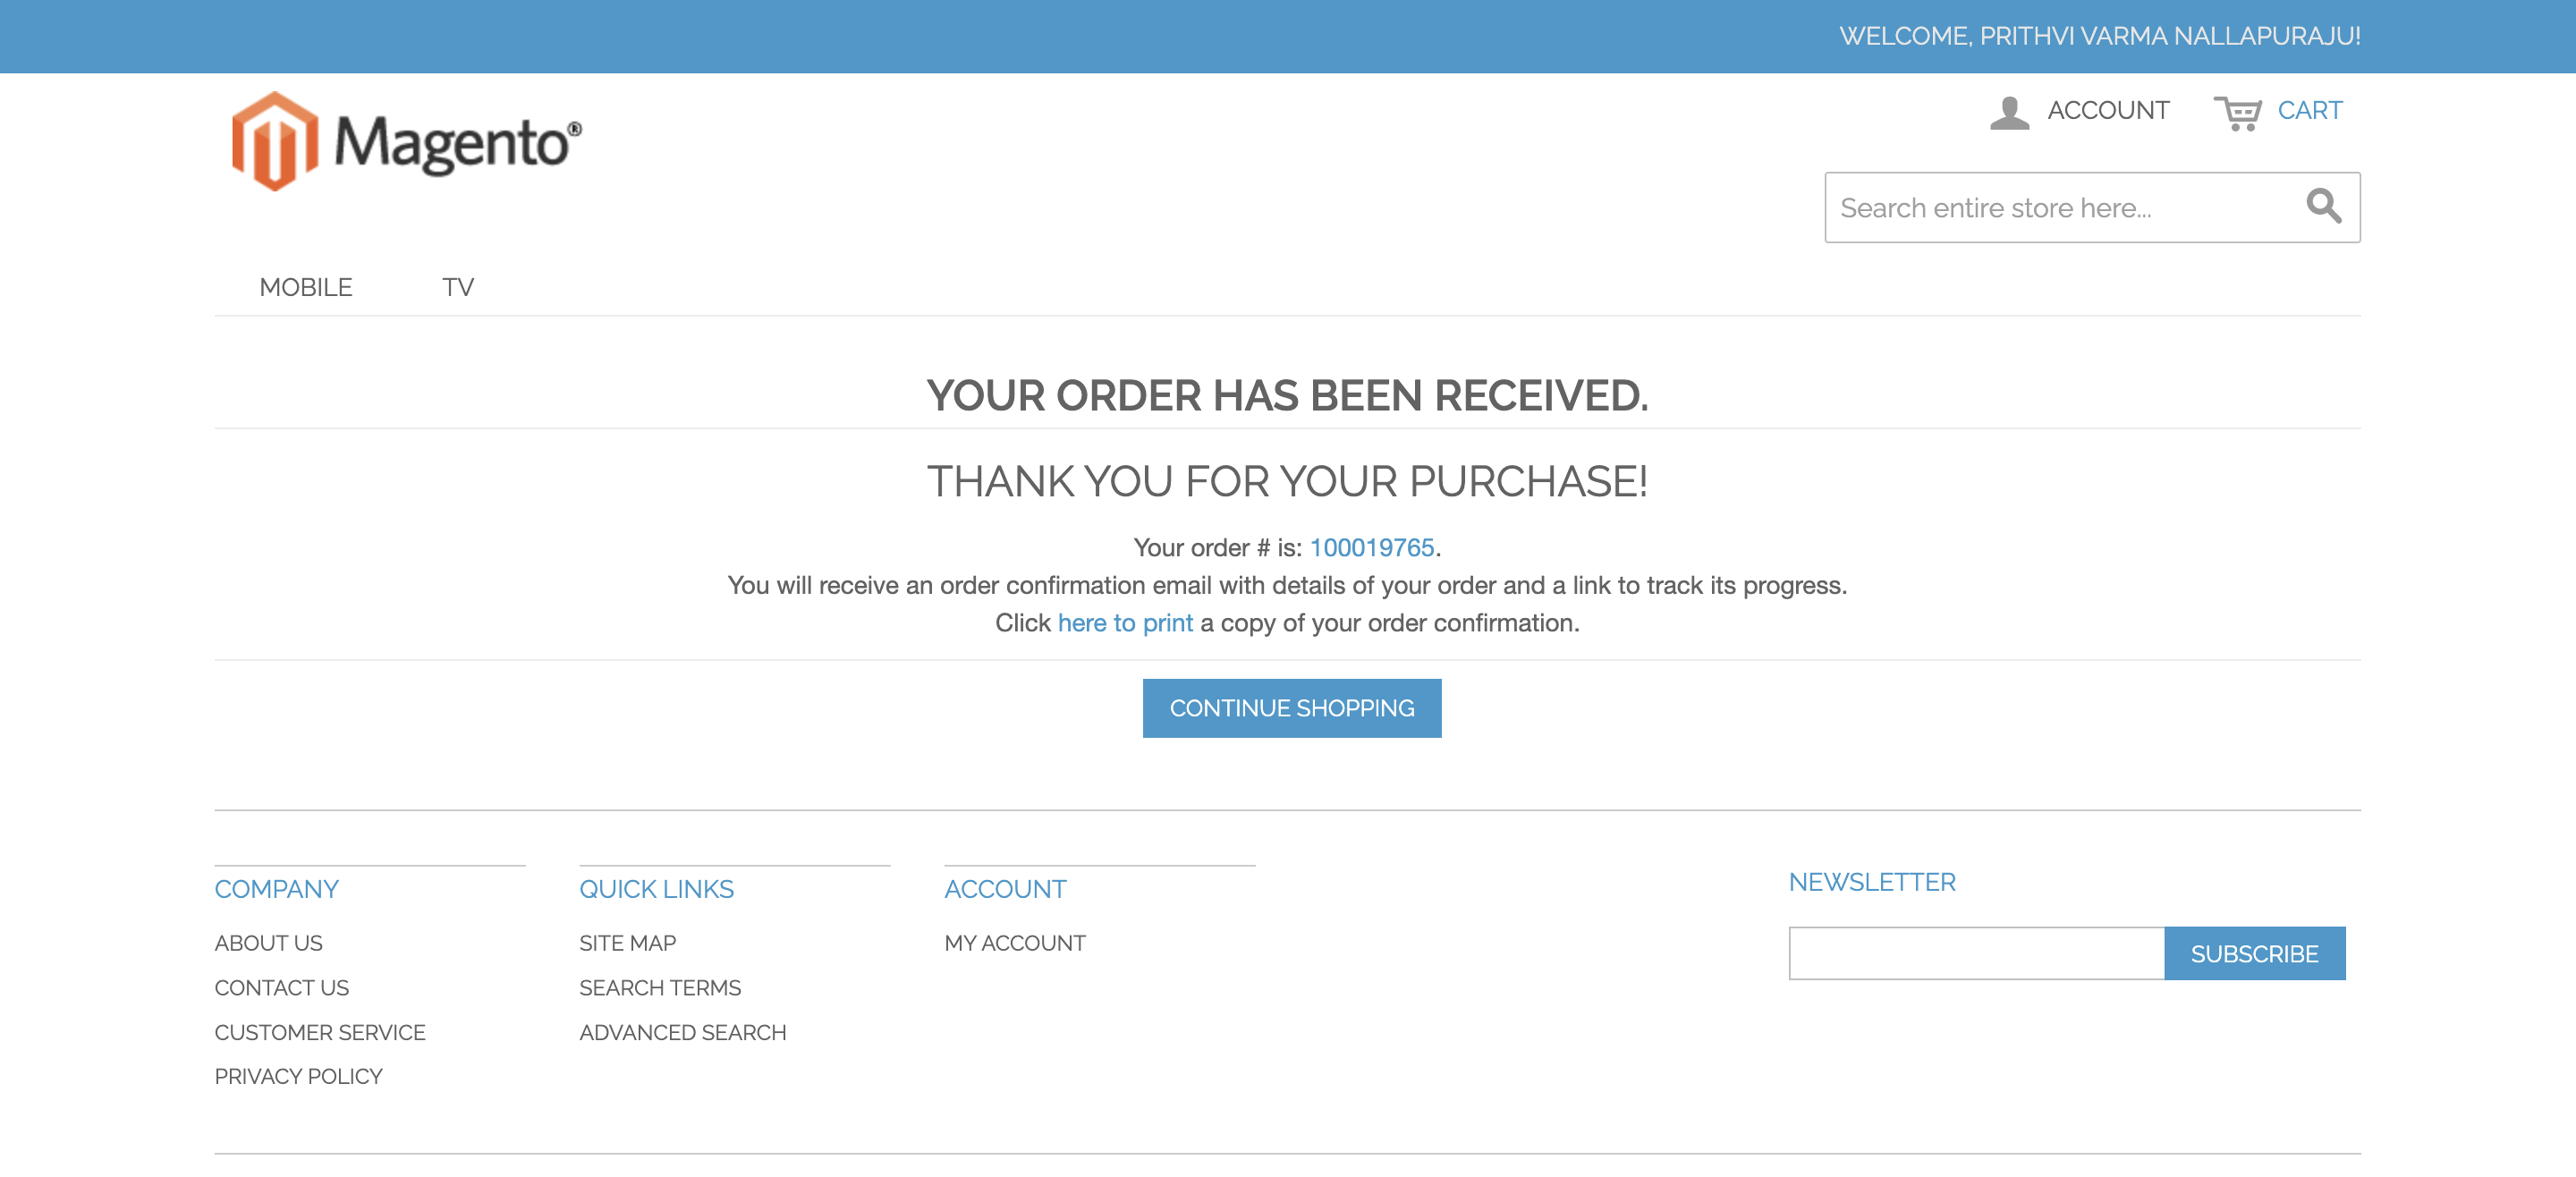 WELCOME, PRITHVI VARMA NALLAPURAJU!
Magento®
ACCOUNT
CART
Search entire store here...
MOBILE
TV
YOUR ORDER HAS BEEN RECEIVED.
THANK YOU FOR YOUR PURCHASE!
Your order # is: 100019765.
You will receive an order confirmation email with details of your order and a link to track its progress.
Click here to print a copy of your order confirmation.
CONTINUE SHOPPING
COMPANY
ABOUT US
CONTACT US
CUSTOMER SERVICE
PRIVACY POLICY
QUICK LINKS
SITE MAP
SEARCH TERMS
ADVANCED SEARCH
ACCOUNT
MY ACCOUNT
NEWSLETTER
SUBSCRIBE